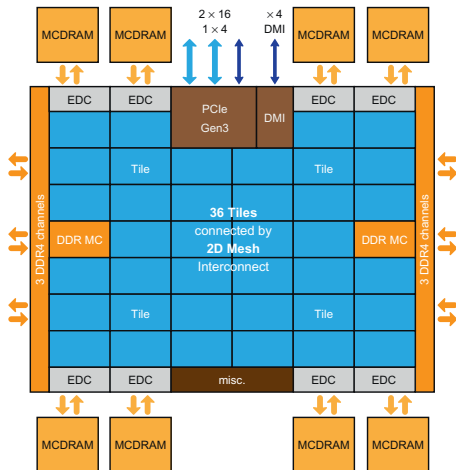 2 × 16
1 × 4
×4
DMI
MCDRAM
MCDRAM
MCDRAM
MCDRAM
EDC
EDC
PCIe
Gen3
DMI
EDC
EDC
3 DDR4 channels
Tile
Tile
36 Tiles
connected by
2D Mesh
Interconnect
DDR MC
DDR MC
3 DDR4 channels
Tile
Tile
EDC
EDC
misc.
EDC
EDC
MCDRAM
MCDRAM
MCDRAM
MCDRAM